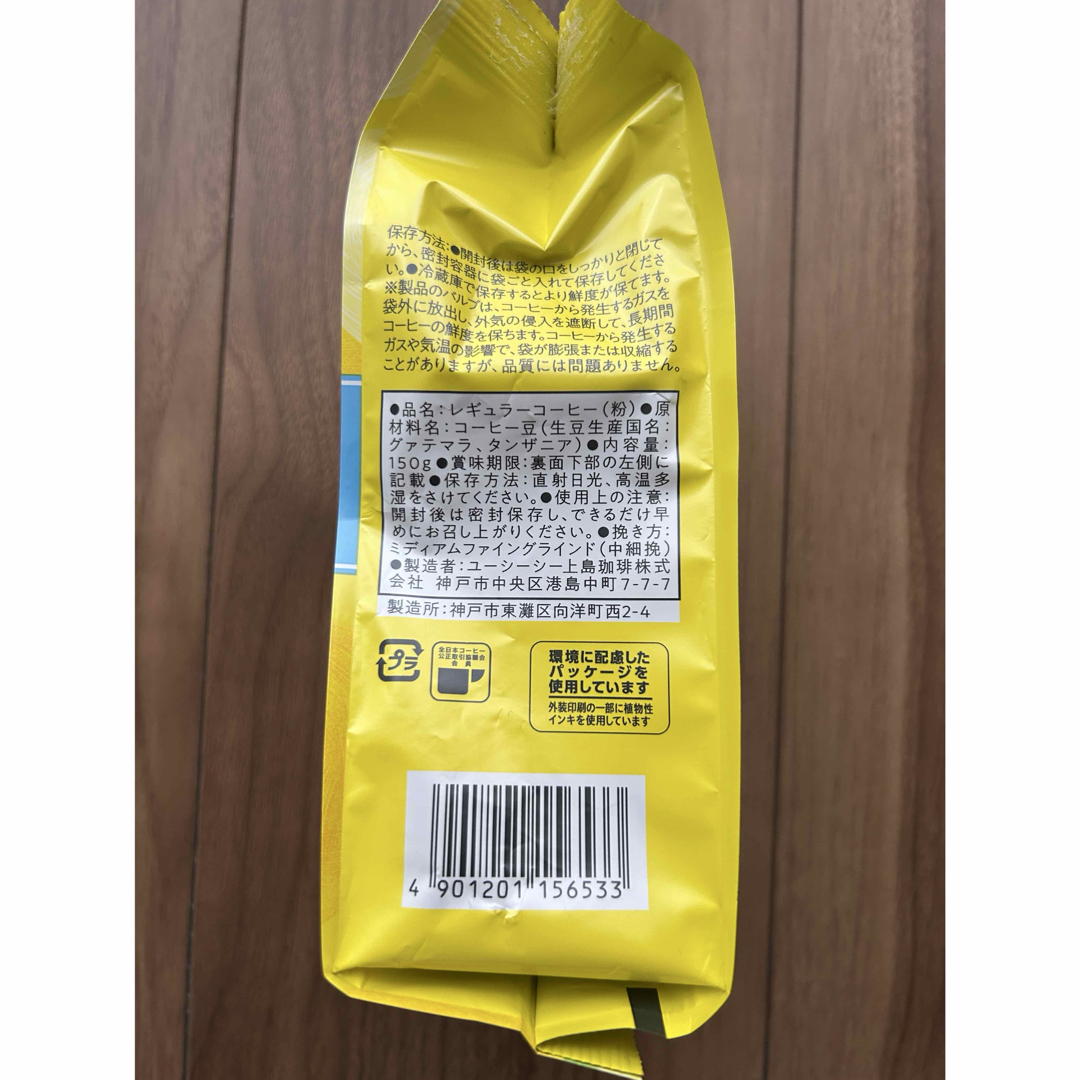 保存方法:●開封後は袋の口をしっかりと閉じて
から、密封容器に袋ごと入れて保存してくださ
い。●冷蔵庫で保存するとより鮮度が保てます。
※製品のバルブは、コーヒーから発生するガスを
袋外に放出し、外気の侵入を遮断して、長期間
コーヒーの鮮度を保ちます。コーヒーから発生する
ガスや気温の影響で、袋が膨張または収縮する
ことがありますが、品質には問題ありません。
●品名:レギュラーコーヒー(粉)●原
材料名:コーヒー豆(生豆生産国名:
グァテマラ、タンザニア)●内容量:
150g●賞味期限:裏面下部の左側に
記載●保存方法:直射日光、高温多
湿をさけてください。●使用上の注意:
開封後は密封保存し、できるだけ早
めにお召し上がりください。●挽き方:
ミディアムファイングラインド(中細挽)
●製造者:ユーシーシー上島珈琲株式
会社 神戸市中央区港島中町7-7-7
製造所:神戸市東灘区向洋町西2-4
プラ
全日本コーヒー
公正取引協議会
会員
環境に配慮した
パッケージを
使用しています
外装印刷の一部に植物性
インキを使用しています
4 901201 156533